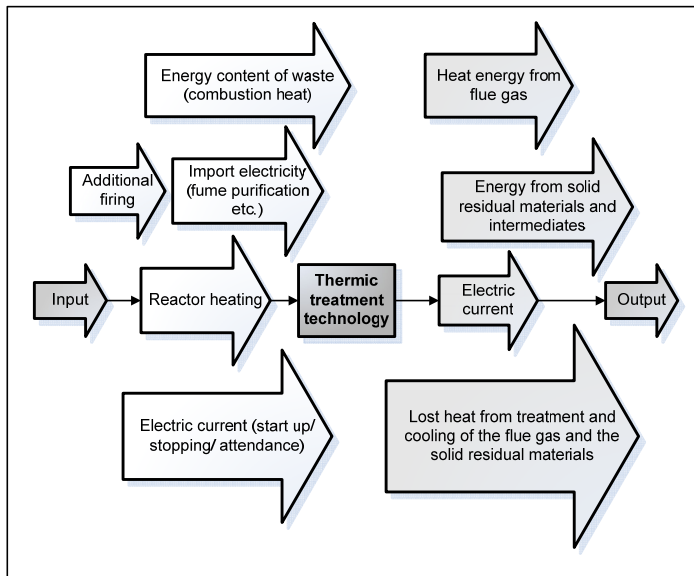 Energy content of waste
(combustion heat)
Heat energy from
flue gas
Additional
firing
Import electricity
(fume purification
etc.)
Energy from solid
residual materials and
intermediates
Input
Reactor heating
Thermic
treatment
technology
Electric
current
Output
Electric current (start up/
stopping/ attendance)
Lost heat from treatment and
cooling of the flue gas and the
solid residual materials